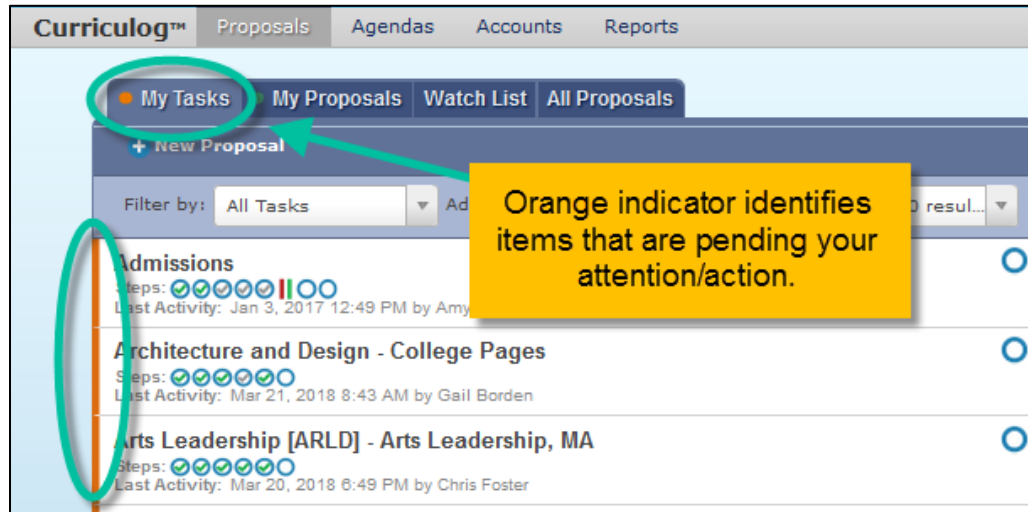 Curriculog™ Proposals Agendas Accounts Reports
My Tasks My Proposals Watch List All Proposals
New Proposal
Filter by: All Tasks Ad resul...
Orange indicator identifies
items that are pending your
attention/action.
Admissions
Steps:
Last Activity: Jan 3, 2017 12:49 PM by Amy
Architecture and Design - College Pages
Steps:
Last Activity: Mar 21, 2018 8:43 AM by Gail Borden
Arts Leadership [ARLD] - Arts Leadership, MA
Steps:
Last Activity: Mar 20, 2018 6:49 PM by Chris Foster